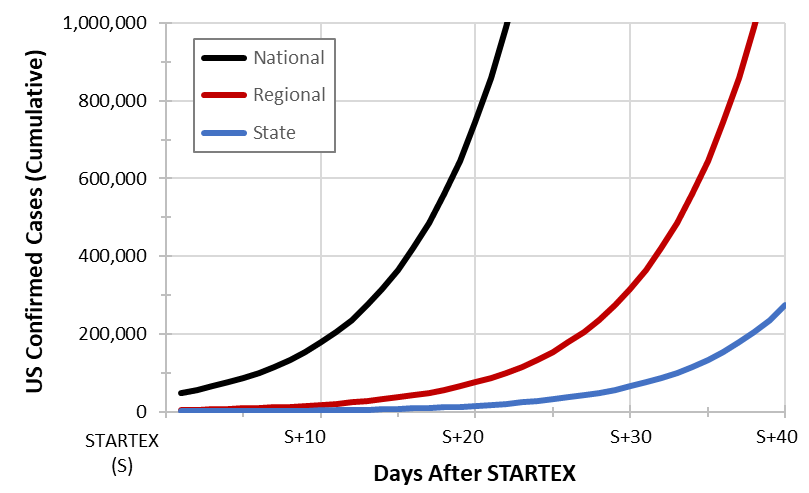 1,000,000
800,000
600,000
400,000
200,000
0
US Confirmed Cases (Cumulative)
National
Regional
State
STARTEX
(S)
S+10
S+20
S+30
S+40
Days After STARTEX